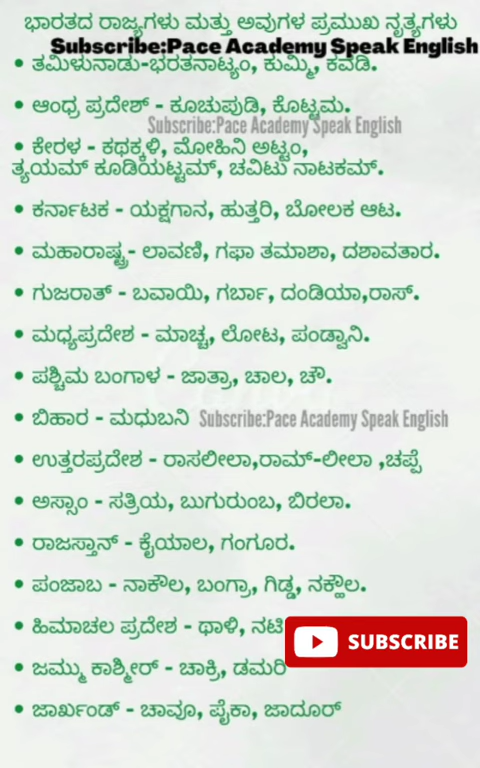 ಭಾರತದ ರಾಜ್ಯಗಳು ಮತ್ತು ಅವುಗಳ ಪ್ರಮುಖ ನೃತ್ಯಗಳು
Subscribe:Pace Academy Speak English
• ತಮಿಳುನಾಡು-ಭರತನಾಟ್ಯಂ, ಕುಮ್ಮಿ, ಕವಡಿ.
• ಆಂಧ್ರ ಪ್ರದೇಶ್ - ಕೂಚುಪುಡಿ, ಕೊಟ್ಟಮ.
Subscribe:Pace Academy Speak English
• ಕೇರಳ - ಕಥಕ್ಕಳಿ, ಮೋಹಿನಿ ಅಟ್ಟಂ,
ತ್ಯಯಮ್ ಕೂಡಿಯಟ್ಟಮ್, ಚವಿಟು ನಾಟಕಮ್.
• ಕರ್ನಾಟಕ - ಯಕ್ಷಗಾನ, ಹುತ್ತರಿ, ಬೋಲಕ ಆಟ.
• ಮಹಾರಾಷ್ಟ್ರ- ಲಾವಣಿ, ಗಫಾ ತಮಾಶಾ, ದಶಾವತಾರ.
• ಗುಜರಾತ್ - ಬವಾಯಿ, ಗರ್ಬಾ, ದಂಡಿಯಾ,ರಾಸ್.
• ಮಧ್ಯಪ್ರದೇಶ - ಮಾಚ್ಚ, ಲೋಟ, ಪಂಡ್ವಾನಿ.
• ಪಶ್ಚಿಮ ಬಂಗಾಳ - ಜಾತ್ರಾ, ಚಾಲ, ಚೌ.
• ಬಿಹಾರ - ಮಧುಬನಿ Subscribe:Pace Academy Speak English
• ಉತ್ತರಪ್ರದೇಶ - ರಾಸಲೀಲಾ,ರಾಮ್-ಲೀಲಾ ,ಚಪ್ಪೆ
• ಅಸ್ಸಾಂ - ಸತ್ರಿಯ, ಬುಗುರುಂಬ, ಬಿರಲಾ.
• ರಾಜಸ್ತಾನ್ - ಕೈಯಾಲ, ಗಂಗೂರ.
• ಪಂಜಾಬ - ನಾಕೌಲ, ಬಂಗ್ರಾ, ಗಿಡ್ಡ, ನಕ್ಹೌಲ.
• ಹಿಮಾಚಲ ಪ್ರದೇಶ - ಥಾಳಿ, ನಟಿ
SUBSCRIBE
• ಜಮ್ಮು ಕಾಶ್ಮೀರ್ - ಚಾಕ್ರಿ, ಡಮರಿ
• ಜಾರ್ಖಂಡ್ - ಚಾವೂ, ಪೈಕಾ, ಜಾದೂರ್